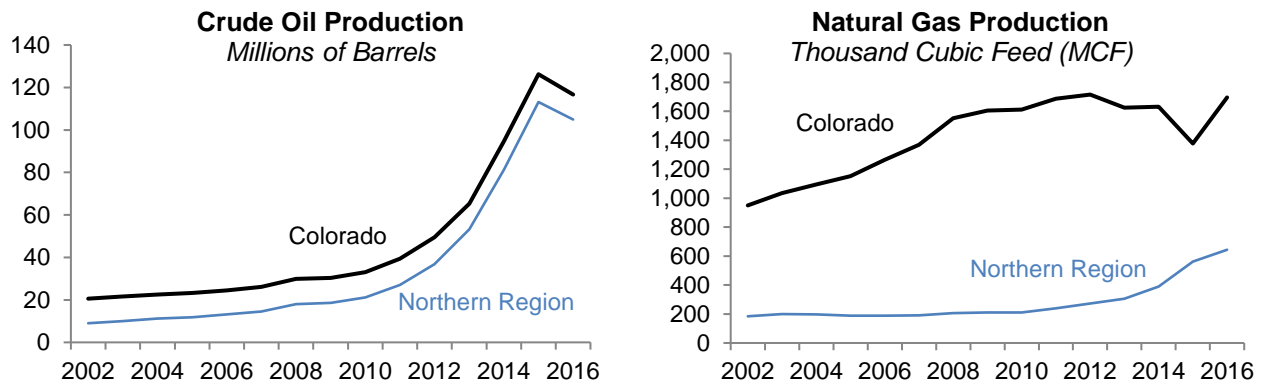 Crude Oil Production
Millions of Barrels
140
120
100
80
60
40
20
0
Colorado
Northern Region
2002 2004 2006 2008 2010 2012 2014 2016
Natural Gas Production
Thousand Cubic Feed (MCF)
2,000
1,800
1,600
1,400
1,200
1,000
800
600
400
200
0
Colorado
Northern Region
2002 2004 2006 2008 2010 2012 2014 2016